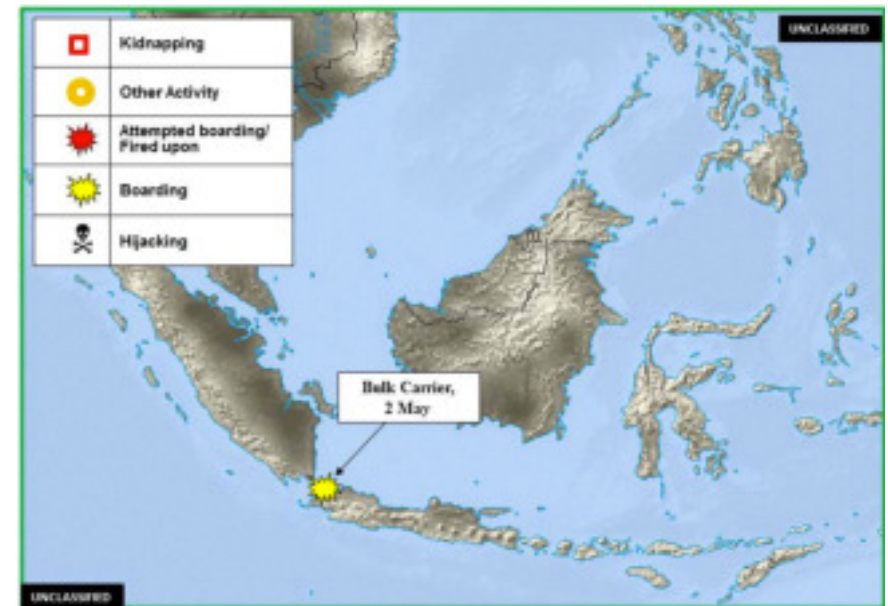 UNCLASSIFIED
Kidnapping
Other Activity
Attempted boarding/
Fired upon
Boarding
Hijacking
Bulk Carrier,
2 May
UNCLASSIFIED